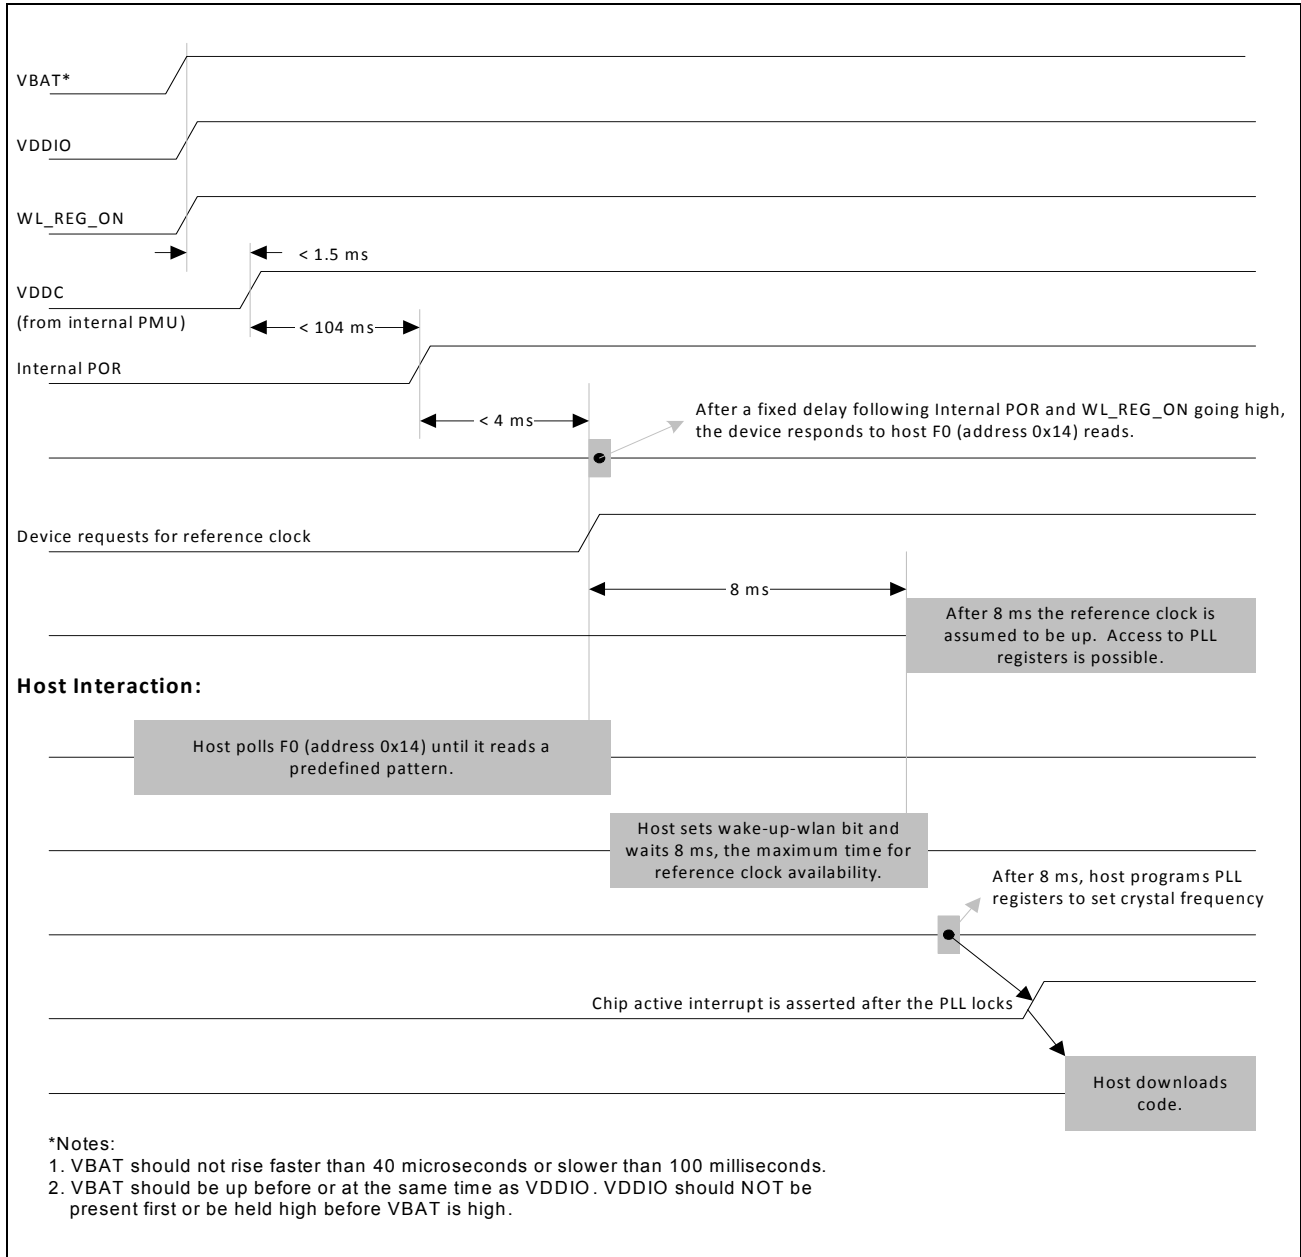 VBAT*
VDDIO
WL_REG_ON
< 1.5 ms
VDDC
(from internal PMU)
< 104 ms
Internal POR
After a fixed delay following Internal POR and WL_REG_ON going high,
the device responds to host F0 (address 0x14) reads.
< 4 ms
Device requests for reference clock
8 ms
After 8 ms the reference clock is
assumed to be up. Access to PLL
registers is possible.
Host Interaction:
Host polls F0 (address 0x14) until it reads a
predefined pattern.
Host sets wake-up-wlan bit and
waits 8 ms, the maximum time for
reference clock availability.
After 8 ms, host programs PLL
registers to set crystal frequency
Chip active interrupt is asserted after the PLL locks
Host downloads
code.
*Notes:
1. VBAT should not rise faster than 40 microseconds or slower than 100 milliseconds.
2. VBAT should be up before or at the same time as VDDIO. VDDIO should NOT be
present first or be held high before VBAT is high.